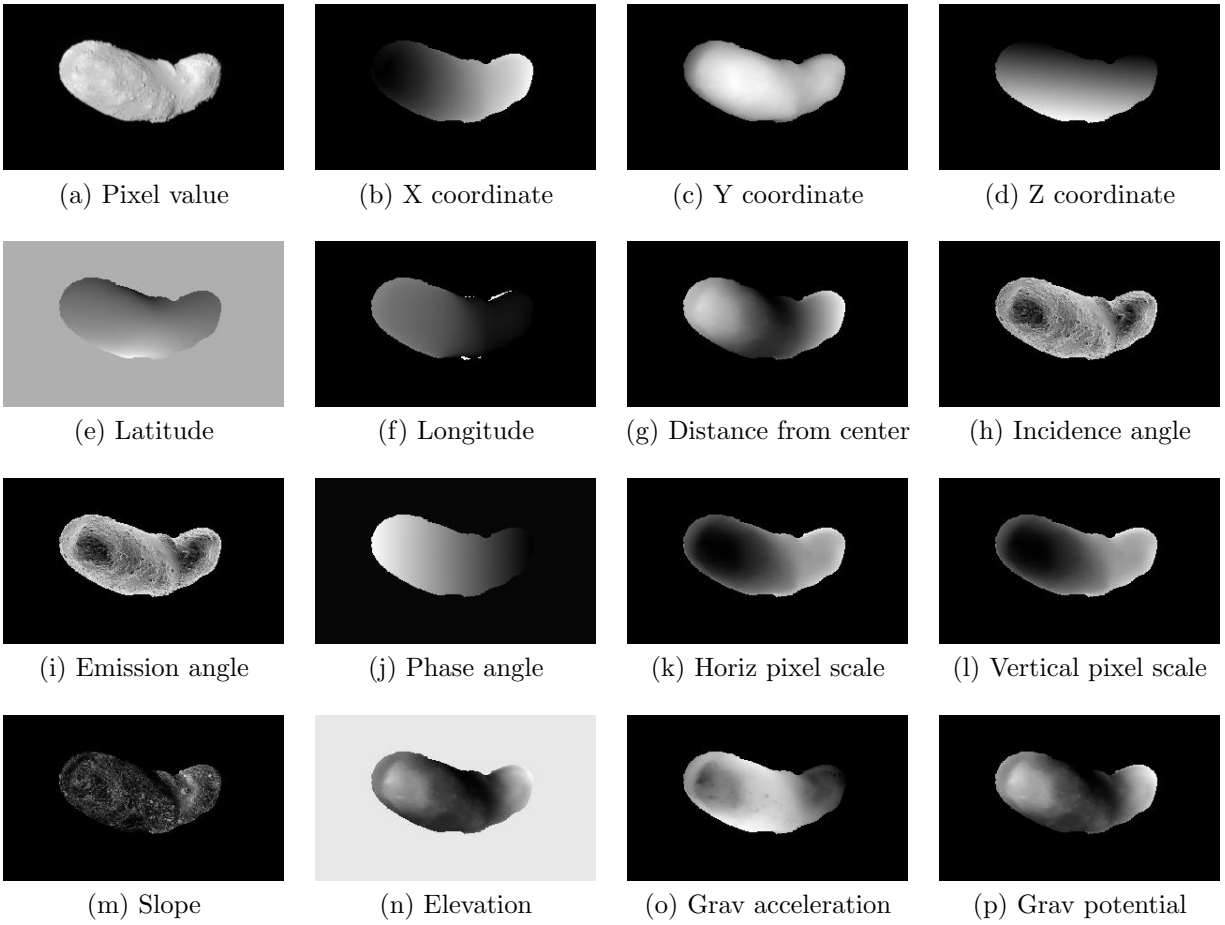 (a) Pixel value
(b) X coordinate
(c) Y coordinate
(d) Z coordinate
(e) Latitude
(f) Longitude
(g) Distance from center
(h) Incidence angle
(i) Emission angle
(j) Phase angle
(k) Horiz pixel scale
(l) Vertical pixel scale
(m) Slope
(n) Elevation
(o) Grav acceleration
(p) Grav potential